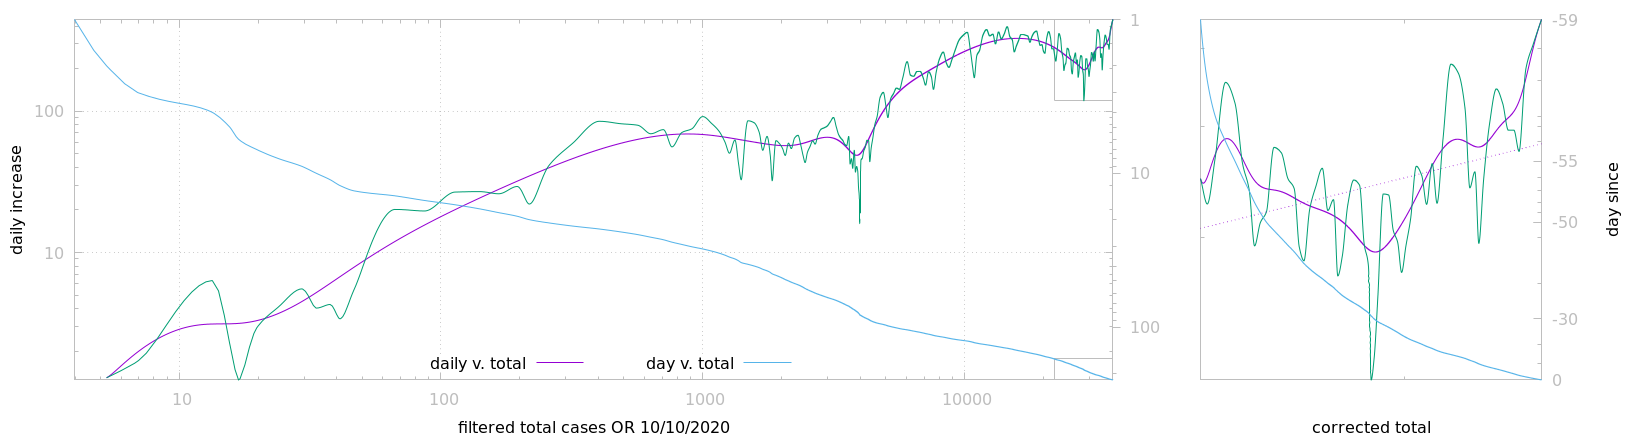 1
-59
100
daily increase
10
-55
day since
-50
10
-30
100
daily v. total
day v. total
0
10
100
1000
10000
filtered total cases OR 10/10/2020
corrected total